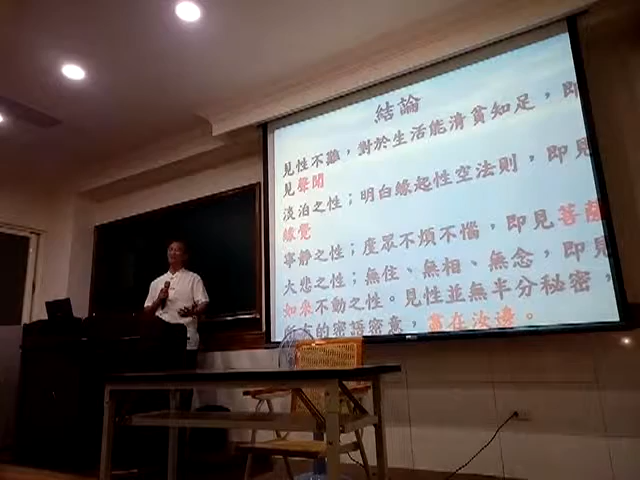 結論
見性不難，對於生活能清貧知足，即
見聲聞
淡泊之性；明白緣起性空法則，即見
緣覺
寧静之性；度眾不煩不惱，即見菩薩
大悲之性；無住、無相、無念，即見
如來不動之性。見性並無半分秘密，
所有的密語密意，盡在汝邊。